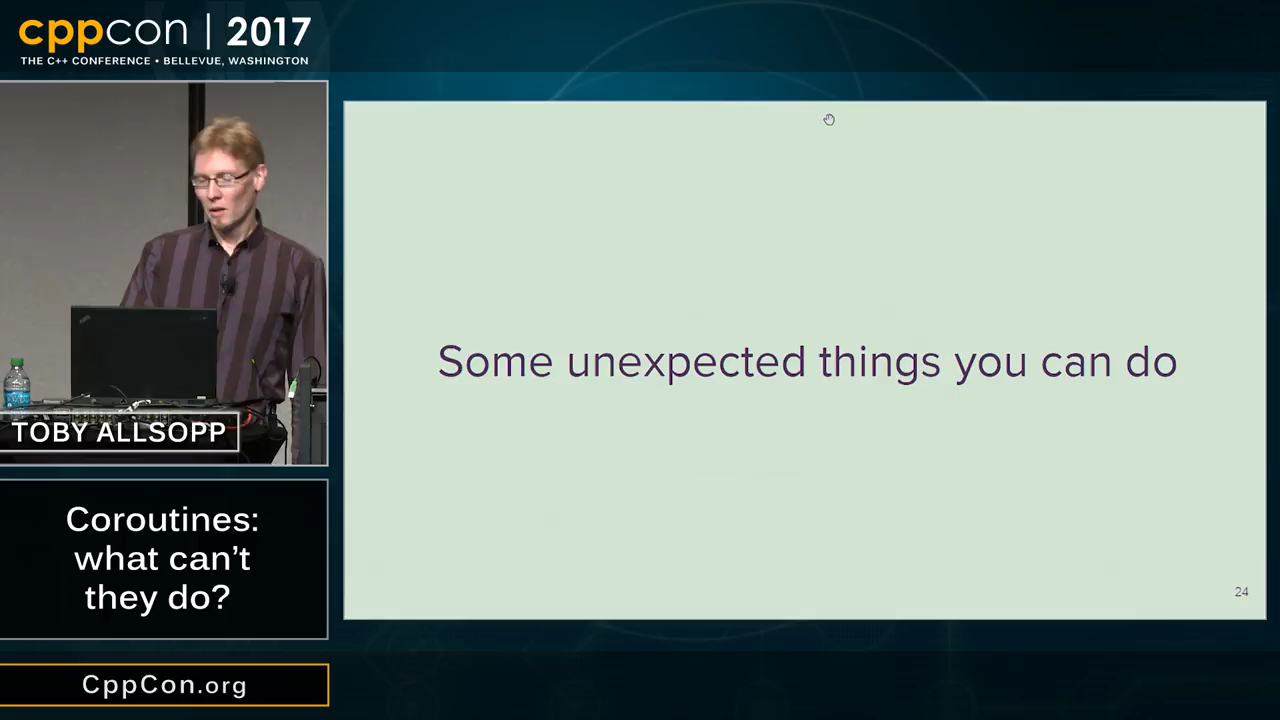 cppcon | 2017
THE C++ CONFERENCE • BELLEVUE, WASHINGTON
Some unexpected things you can do
24
TOBY ALLSOPP
Coroutines:
what can't
they do?
CppCon.org